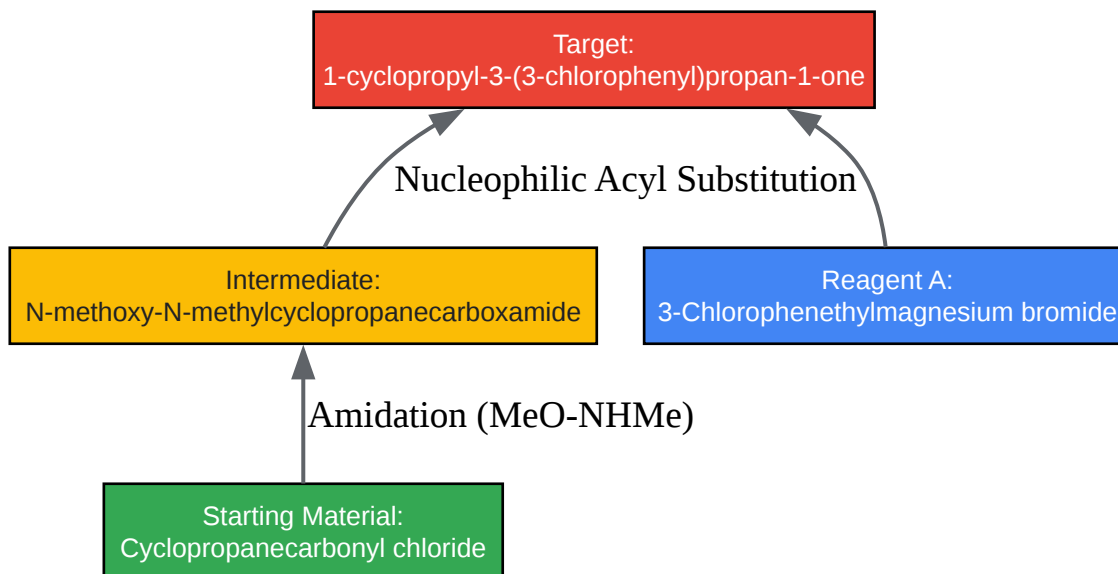 Target:
1-cyclopropyl-3-(3-chlorophenyl)propan-1-one
Nucleophilic Acyl Substitution
Intermediate:
N-methoxy-N-methylcyclopropanecarboxamide
Reagent A:
3-Chlorophenethylmagnesium bromide
Amidation (MeO-NHMe)
Starting Material:
Cyclopropanecarbonyl chloride